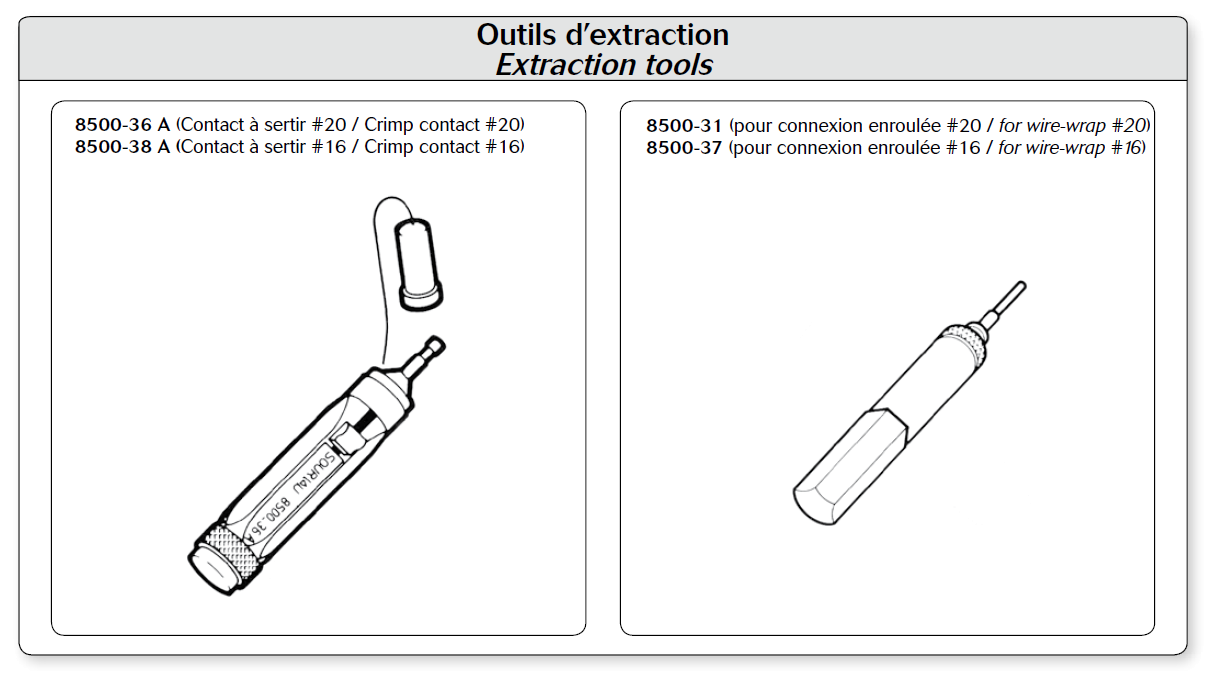 Outils d’extraction
Extraction tools
8500-36 A (Contact à sertir #20 / Crimp contact #20)
8500-38 A (Contact à sertir #16 / Crimp contact #16)
SOURIAU 8500-36 A
8500-31 (pour connexion enroulée #20 / for wire-wrap #20)
8500-37 (pour connexion enroulée #16 / for wire-wrap #16)